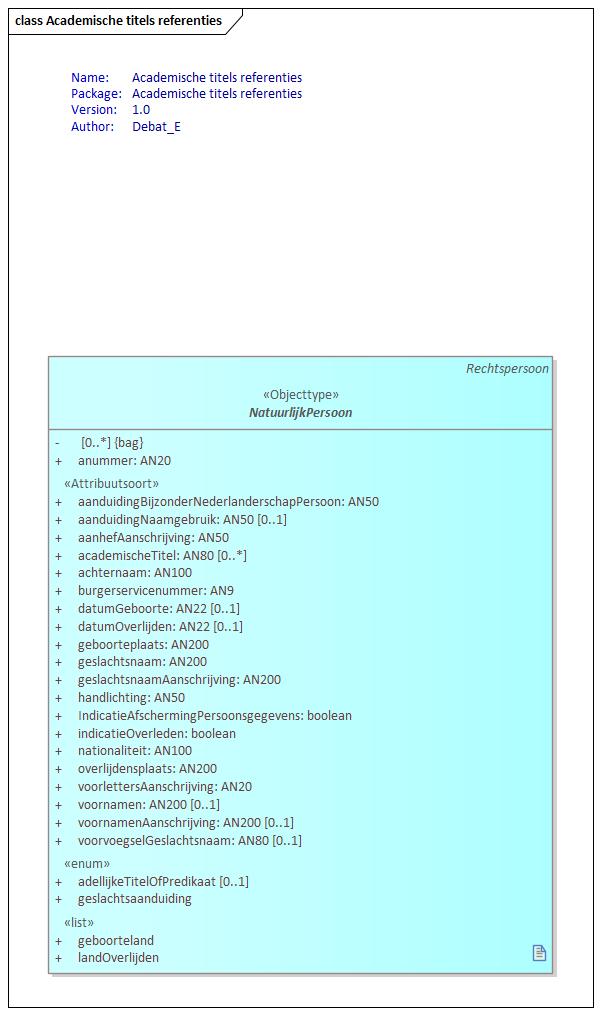 class Academische titels referenties
Name: Academische titels referenties
Package: Academische titels referenties
Version: 1.0
Author: Debat_E
Rechtspersoon
«Objecttype»
NatuurlijkPersoon
- [0..*] {bag}
+ anummer: AN20
«Attribuutsoort»
+ aanduidingBijzonderNederlanderschapPersoon: AN50
+ aanduidingNaamgebruik: AN50 [0..1]
+ aanhefAanschrijving: AN50
+ academischeTitel: AN80 [0..*]
+ achternaam: AN100
+ burgerservicenummer: AN9
+ datumGeboorte: AN22 [0..1]
+ datumOverlijden: AN22 [0..1]
+ geboorteplaats: AN200
+ geslachtsnaam: AN200
+ geslachtsnaamAanschrijving: AN200
+ handlichting: AN50
+ IndicatieAfschermingPersoonsgegevens: boolean
+ indicatieOverleden: boolean
+ nationaliteit: AN100
+ overlijdensplaats: AN200
+ voorlettersAanschrijving: AN20
+ voornamen: AN200 [0..1]
+ voornamenAanschrijving: AN200 [0..1]
+ voorvoegselGeslachtsnaam: AN80 [0..1]
«enum»
+ adellijkeTitelOfPredikaat [0..1]
+ geslachtsaanduiding
«list»
+ geboorteland
+ landOverlijden